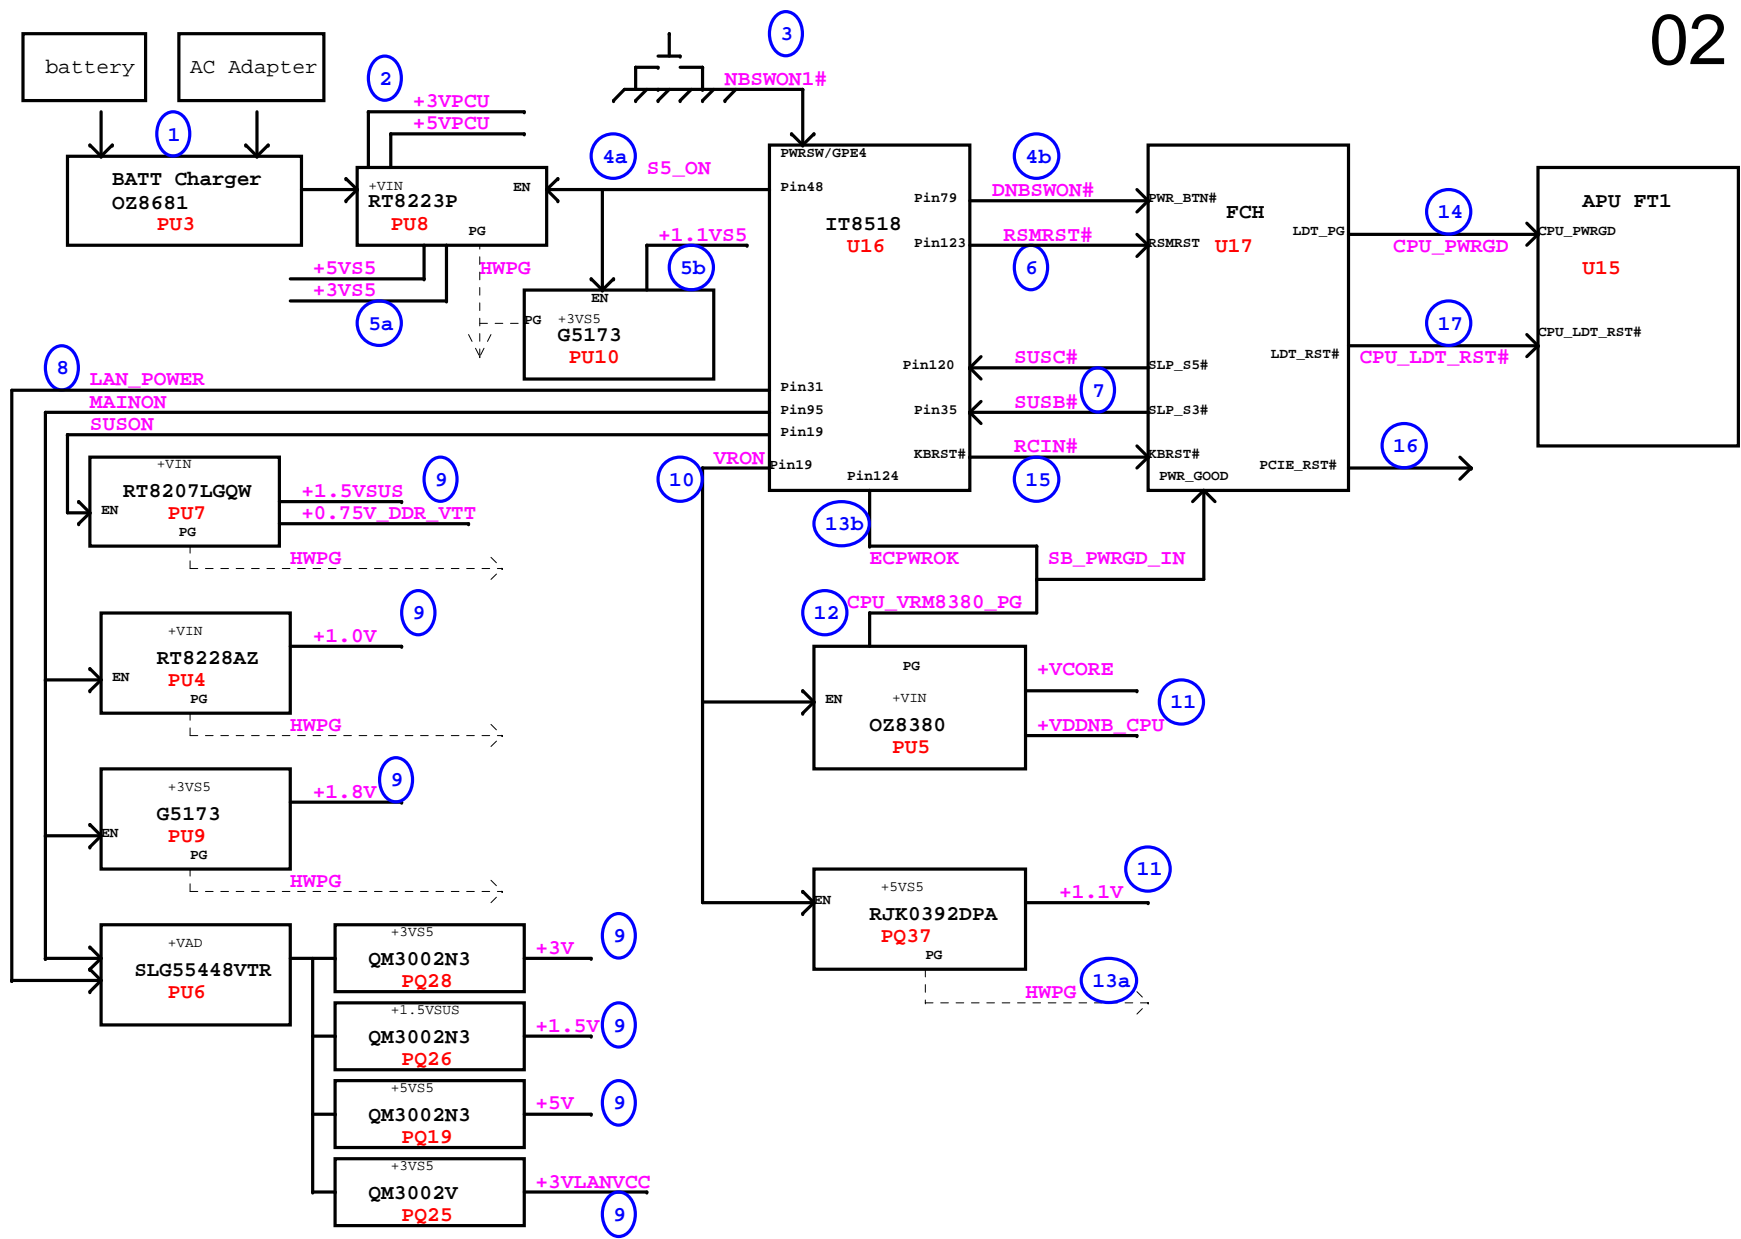 02
battery
AC Adapter
1
BATT Charger
OZ8681
PU3
2
+3VPCU
+5VPCU
+VIN
EN
RT8223P
PU8
PG
+5VS5
+3VS5
5a
HWPG
3
NBSWON1#
4a
S5_ON
+1.1VS5
5b
EN
PG
+3VS5
G5173
PU10
PWRSW/GPE4
Pin48
IT8518
U16
Pin79
Pin123
Pin120
Pin35
KBRST#
Pin31
Pin95
Pin19
Pin19
Pin124
4b
DNBSWON#
RSMRST#
6
SUSC#
SUSB#
7
RCIN#
15
PWR_BTN#
FCH
RSMRST
U17
LDT_PG
LDT_RST#
SLP_S5#
SLP_S3#
KBRST#
PCIE_RST#
PWR_GOOD
14
CPU_PWRGD
17
CPU_LDT_RST#
16
APU FT1
CPU_PWRGD
U15
CPU_LDT_RST#
8
LAN_POWER
MAINON
SUSON
VRON
10
+VIN
RT8207LGQW
EN
PU7
PG
+1.5VSUS
+0.75V_DDR_VTT
9
HWPG
13b
ECPWROK
SB_PWRGD_IN
12
CPU_VRM8380_PG
+VIN
RT8228AZ
EN
PU4
PG
+1.0V
9
HWPG
PG
EN
+VIN
OZ8380
PU5
+VCORE
11
+VDDNB_CPU
+3VS5
G5173
EN
PU9
PG
+1.8V
9
HWPG
+5VS5
EN
RJK0392DPA
PQ37
PG
+1.1V
11
HWPG
13a
+VAD
SLG55448VTR
PU6
+3VS5
QM3002N3
PQ28
+3V
9
+1.5VSUS
QM3002N3
PQ26
+1.5V
9
+5VS5
QM3002N3
PQ19
+5V
9
+3VS5
QM3002V
PQ25
+3VLANVCC
9